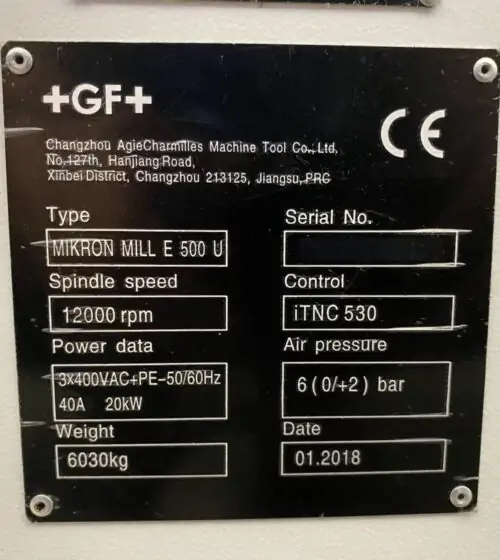 +GF+
CE
Changzhou AgieCharmilles Machine Tool Co., Ltd,
No,127th, Hanjiang Road,
Xinbei District, Changzhou 213125, Jiangsu, PRC
Type
MIKRON MILL E 500 U
Serial No.
Spindle speed
12000 rpm
Control
iTNC 530
Power data
3x400VAC+PE-50/60Hz
40A 20kW
Air pressure
6 (0/+2) bar
Weight
6030kg
Date
01.2018